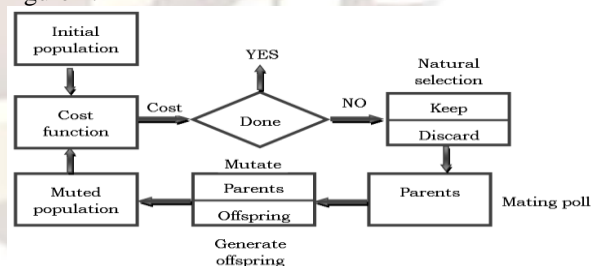 Initial
population
YES
Natural
selection
Cost
function
Cost
Done
NO
Keep
Discard
Mutate
Muted
population
Parents
Offspring
Parents
Mating poll
Generate
offspring